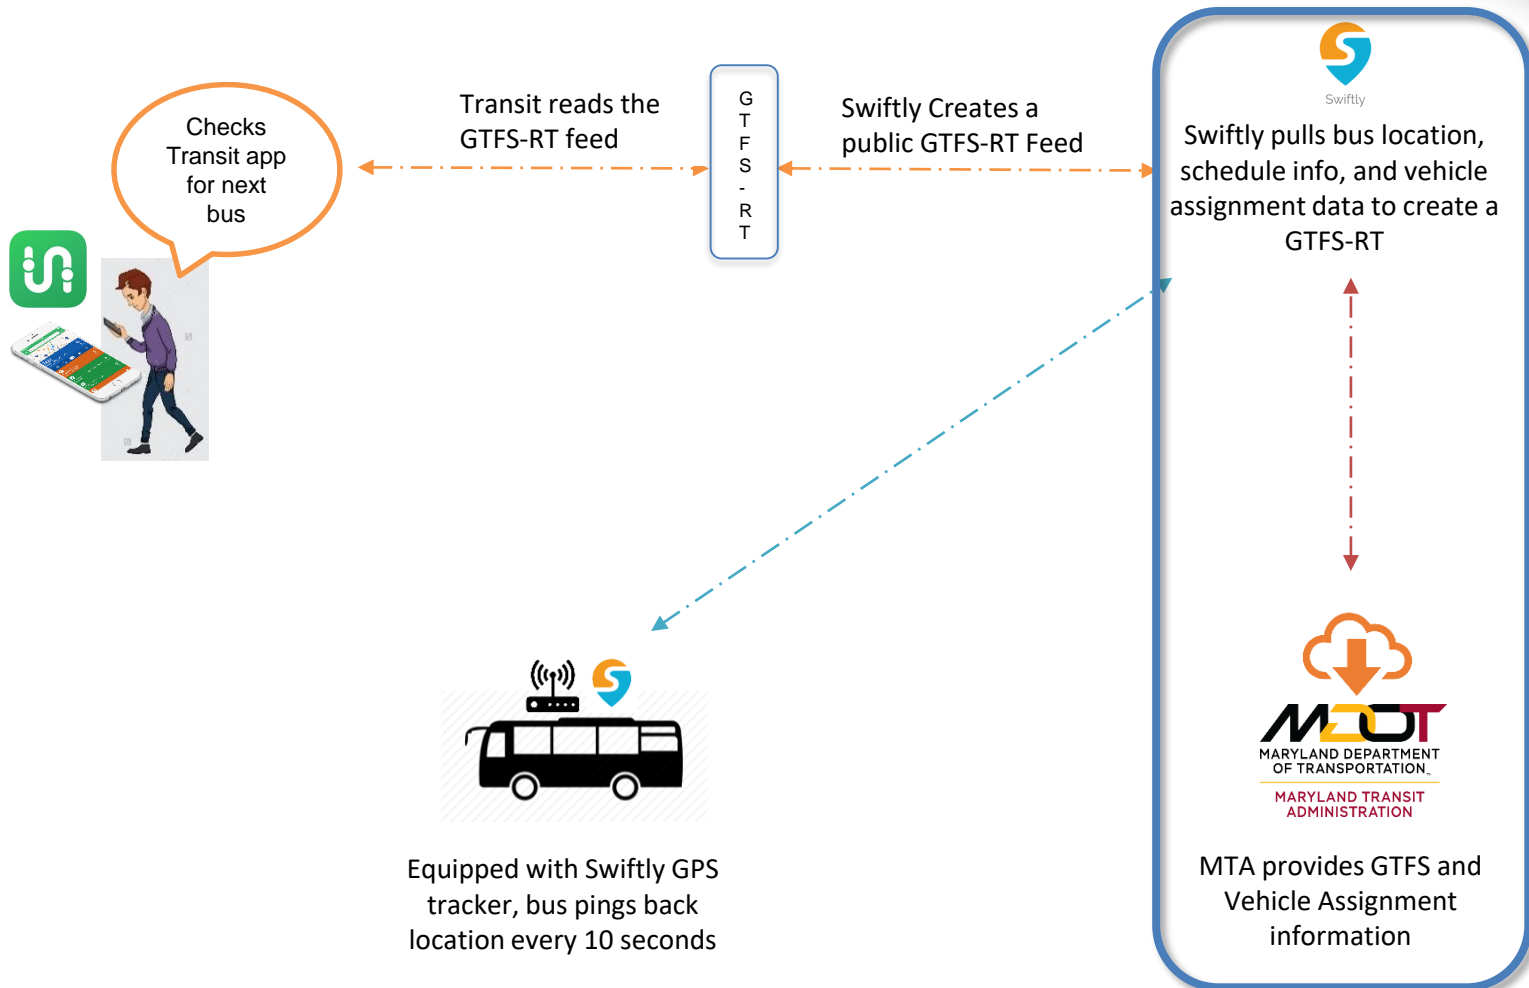 Checks
Transit app
for next
bus
Transit reads the
GTFS-RT feed
G
T
F
S
-
R
T
Swiftly Creates a
public GTFS-RT Feed
Swiftly
Swiftly pulls bus location,
schedule info, and vehicle
assignment data to create a
GTFS-RT
Equipped with Swiftly GPS
tracker, bus pings back
location every 10 seconds
MDOT
MARYLAND DEPARTMENT
OF TRANSPORTATION™
MARYLAND TRANSIT
ADMINISTRATION
MTA provides GTFS and
Vehicle Assignment
information